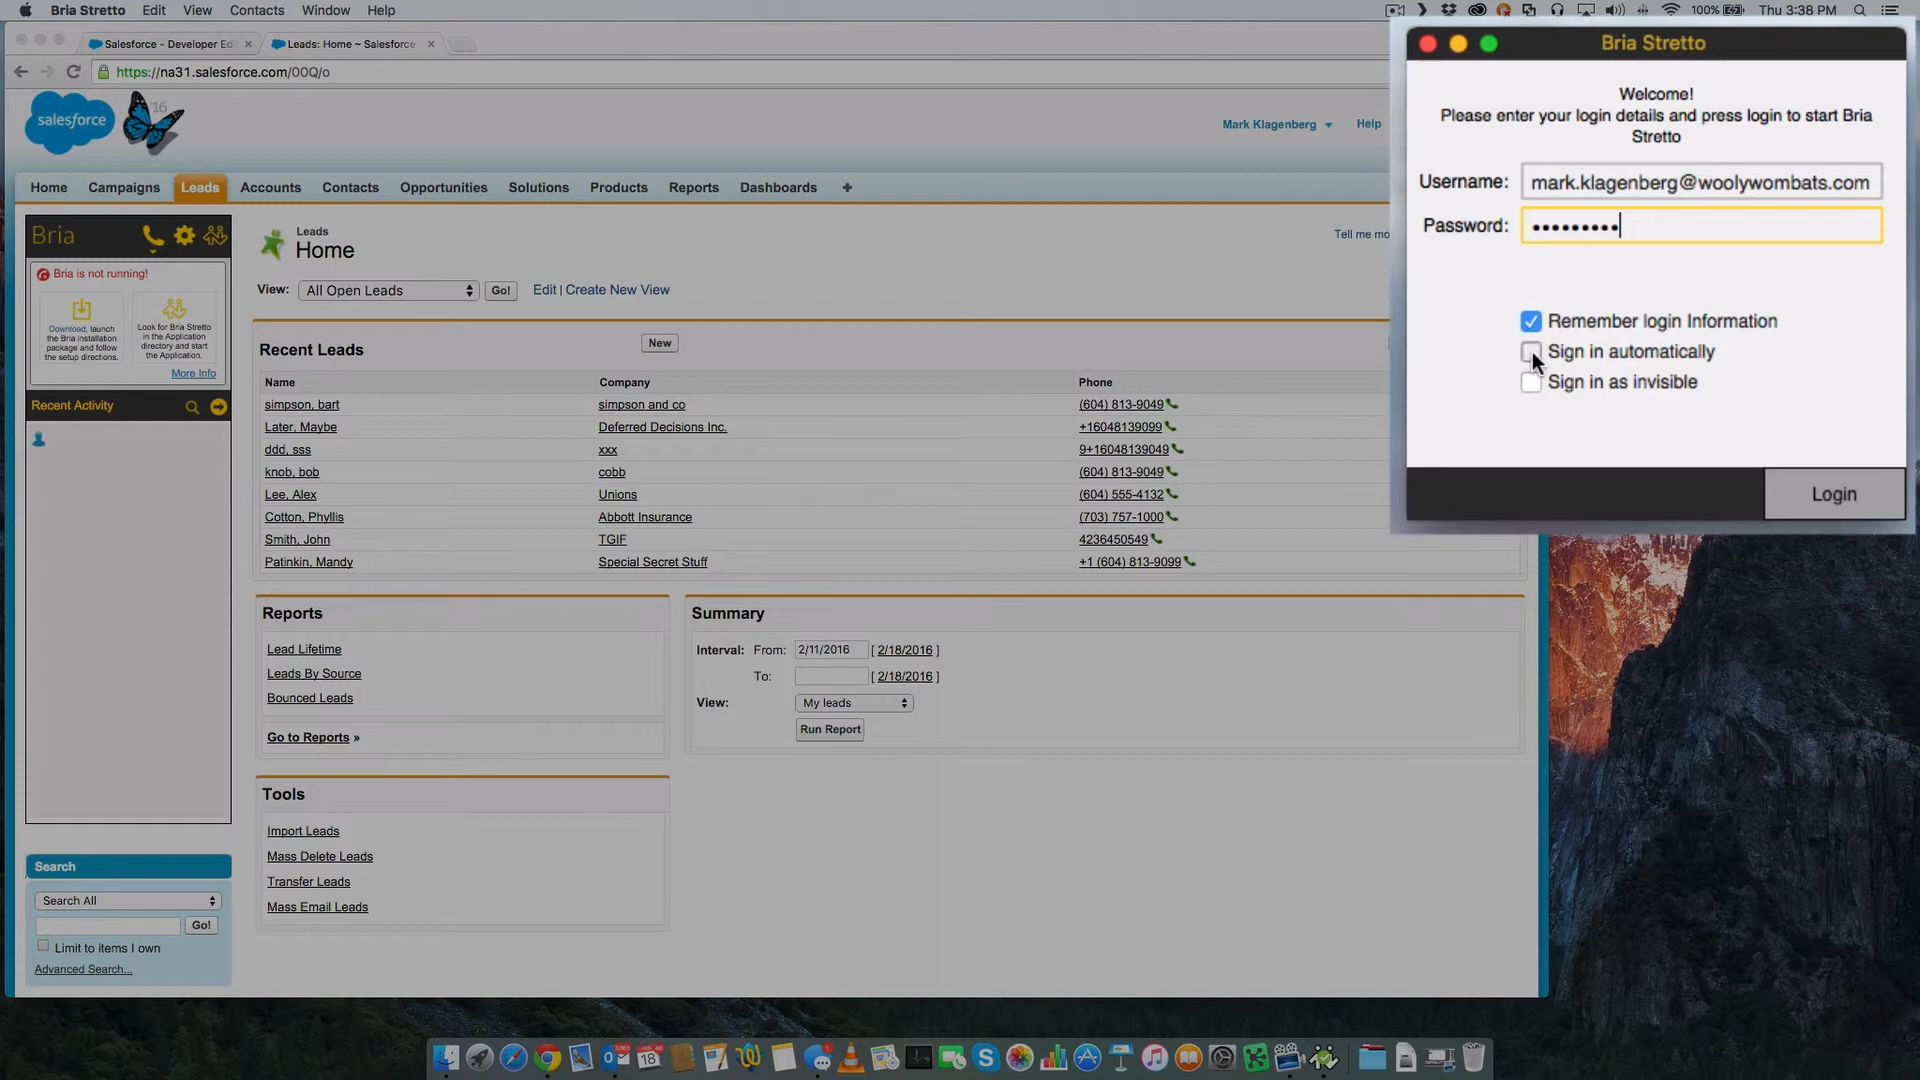 Bria Stretto Edit View Contacts Window Help
100% Thu 3:38 PM
Salesforce - Developer Edi
Leads: Home ~ Salesforce
https://na31.salesforce.com/00Q/o
salesforce '16
Mark Klagenberg Help
Home Campaigns Leads Accounts Contacts Opportunities Solutions Products Reports Dashboards +
Bria
Bria is not running!
Download, launch
the Bria installation
package and follow
the setup directions.
Look for Bria Stretto
in the Application
directory and start
the Application.
More Info
Recent Activity
Search
Search All
Go!
Limit to items I own
Advanced Search...
Leads
Home
Tell me mo
View: All Open Leads Go! Edit | Create New View
Recent Leads New
Name Company Phone
simpson, bart simpson and co (604) 813-9049
Later, Maybe Deferred Decisions Inc. +16048139099
ddd, sss xxx 9+16048139049
knob, bob cobb (604) 813-9049
Lee, Alex Unions (604) 555-4132
Cotton, Phyllis Abbott Insurance (703) 757-1000
Smith, John TGIF 4236450549
Patinkin, Mandy Special Secret Stuff +1 (604) 813-9099
Reports
Lead Lifetime
Leads By Source
Bounced Leads
Go to Reports »
Summary
Interval: From: 2/11/2016 [ 2/18/2016 ]
To: [ 2/18/2016 ]
View: My leads
Run Report
Tools
Import Leads
Mass Delete Leads
Transfer Leads
Mass Email Leads
Bria Stretto
Welcome!
Please enter your login details and press login to start Bria
Stretto
Username: mark.klagenberg@woolywombats.com
Password: •••••••••
Remember login Information
Sign in automatically
Sign in as invisible
Login
18